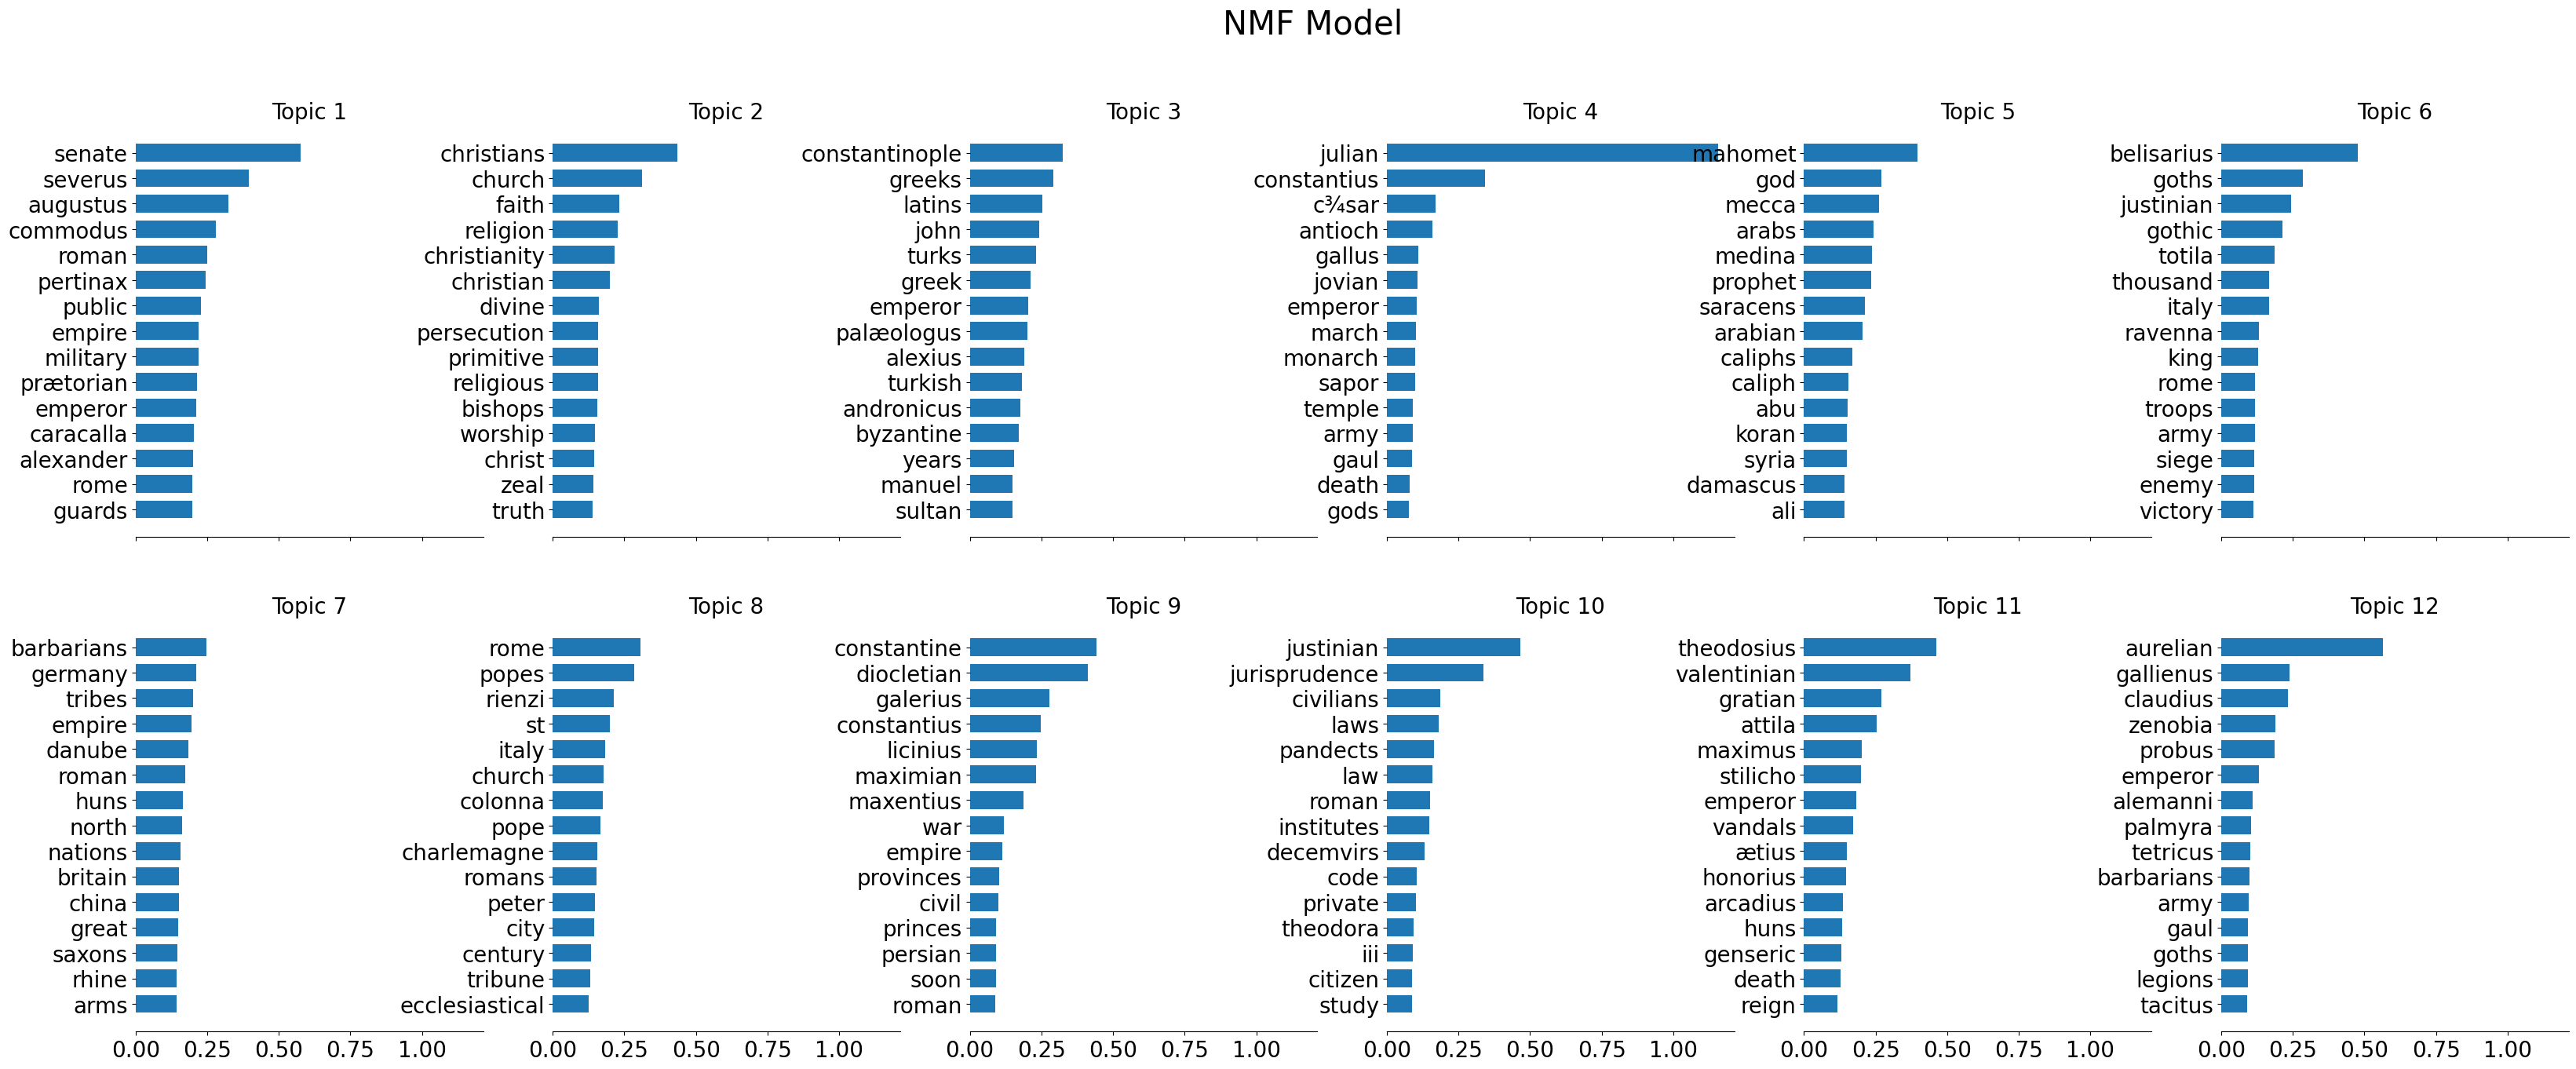 NMF Model
Topic 1
senate
severus
augustus
commodus
roman
pertinax
public
empire
military
prætorian
emperor
caracalla
alexander
rome
guards
Topic 2
christians
church
faith
religion
christianity
christian
divine
persecution
primitive
religious
bishops
worship
christ
zeal
truth
Topic 3
constantinople
greeks
latins
john
turks
greek
emperor
palæologus
alexius
turkish
andronicus
byzantine
years
manuel
sultan
Topic 4
julian
constantius
c¾sar
antioch
gallus
jovian
emperor
march
monarch
sapor
temple
army
gaul
death
gods
Topic 5
mahomet
god
mecca
arabs
medina
prophet
saracens
arabian
caliphs
caliph
abu
koran
syria
damascus
ali
Topic 6
belisarius
goths
justinian
gothic
totila
thousand
italy
ravenna
king
rome
troops
army
siege
enemy
victory
Topic 7
barbarians
germany
tribes
empire
danube
roman
huns
north
nations
britain
china
great
saxons
rhine
arms
0.00 0.25 0.50 0.75 1.00
Topic 8
rome
popes
rienzi
st
italy
church
colonna
pope
charlemagne
romans
peter
city
century
tribune
ecclesiastical
0.00 0.25 0.50 0.75 1.00
Topic 9
constantine
diocletian
galerius
constantius
licinius
maximian
maxentius
war
empire
provinces
civil
princes
persian
soon
roman
0.00 0.25 0.50 0.75 1.00
Topic 10
justinian
jurisprudence
civilians
laws
pandects
law
roman
institutes
decemvirs
code
private
theodora
iii
citizen
study
0.00 0.25 0.50 0.75 1.00
Topic 11
theodosius
valentinian
gratian
attila
maximus
stilicho
emperor
vandals
ætius
honorius
arcadius
huns
genseric
death
reign
0.00 0.25 0.50 0.75 1.00
Topic 12
aurelian
gallienus
claudius
zenobia
probus
emperor
alemanni
palmyra
tetricus
barbarians
army
gaul
goths
legions
tacitus
0.00 0.25 0.50 0.75 1.00